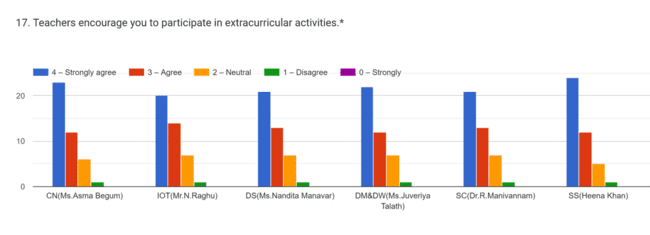 17. Teachers encourage you to participate in extracurricular activities.*
4 – Strongly agree 3 – Agree 2 – Neutral 1 – Disagree 0 – Strongly
20
10
0
CN(Ms.Asma Begum) IOT(Mr.N.Raghu) DS(Ms.Nandita Manavar) DM&DW(Ms.Juveriya SC(Dr.R.Manivannam) SS(Heena Khan)
Talath)